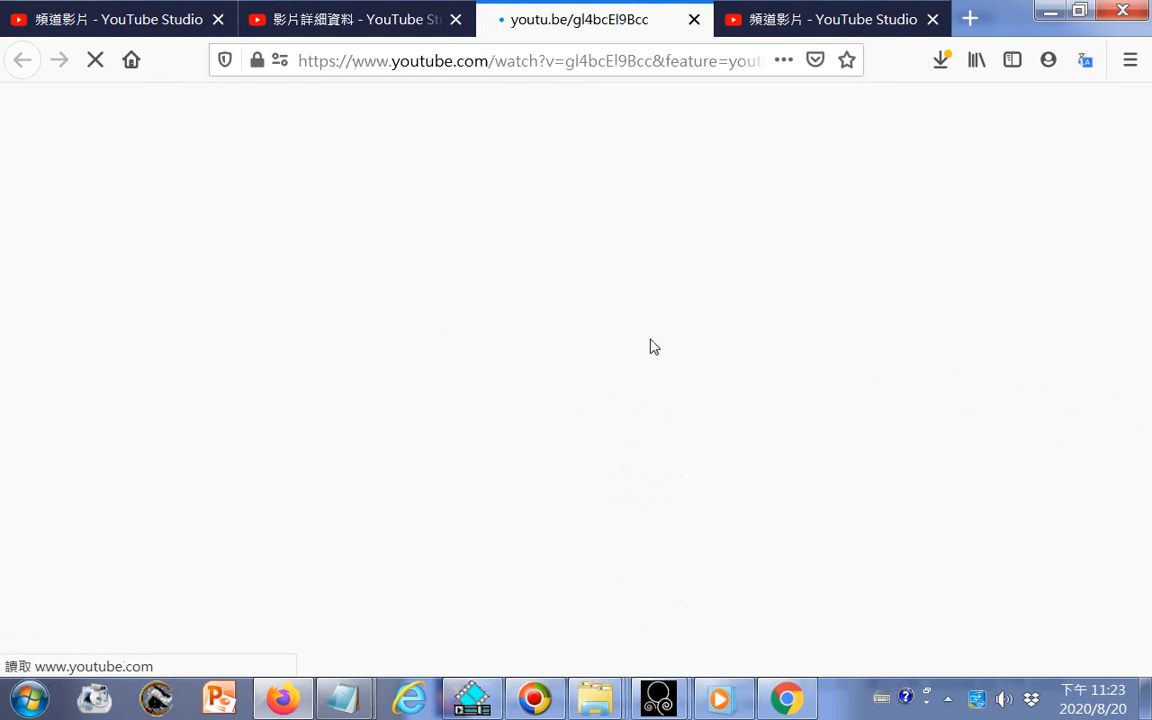 頻道影片 - YouTube Studio
影片詳細資料 - YouTube Stu
youtu.be/gl4bcEl9Bcc
頻道影片 - YouTube Studio
https://www.youtube.com/watch?v=gl4bcEl9Bcc&feature=yout
讀取 www.youtube.com
下午 11:23
2020/8/20